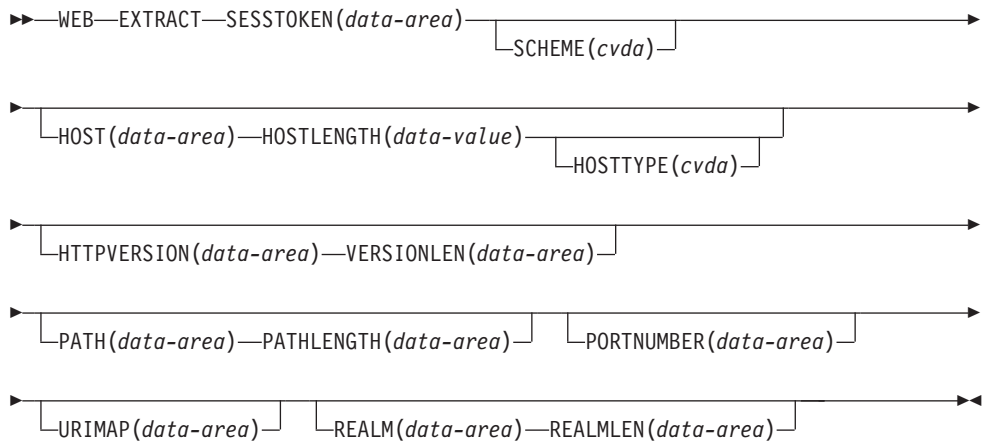 WEB EXTRACT SESSTOKEN(data-area)
SCHEME(cvda)
HOST(data-area) HOSTLENGTH(data-value)
HOSTTYPE(cvda)
HTTPVERSION(data-area) VERSIONLEN(data-area)
PATH(data-area) PATHLENGTH(data-area) PORTNUMBER(data-area)
URIMAP(data-area) REALM(data-area) REALMLEN(data-area)